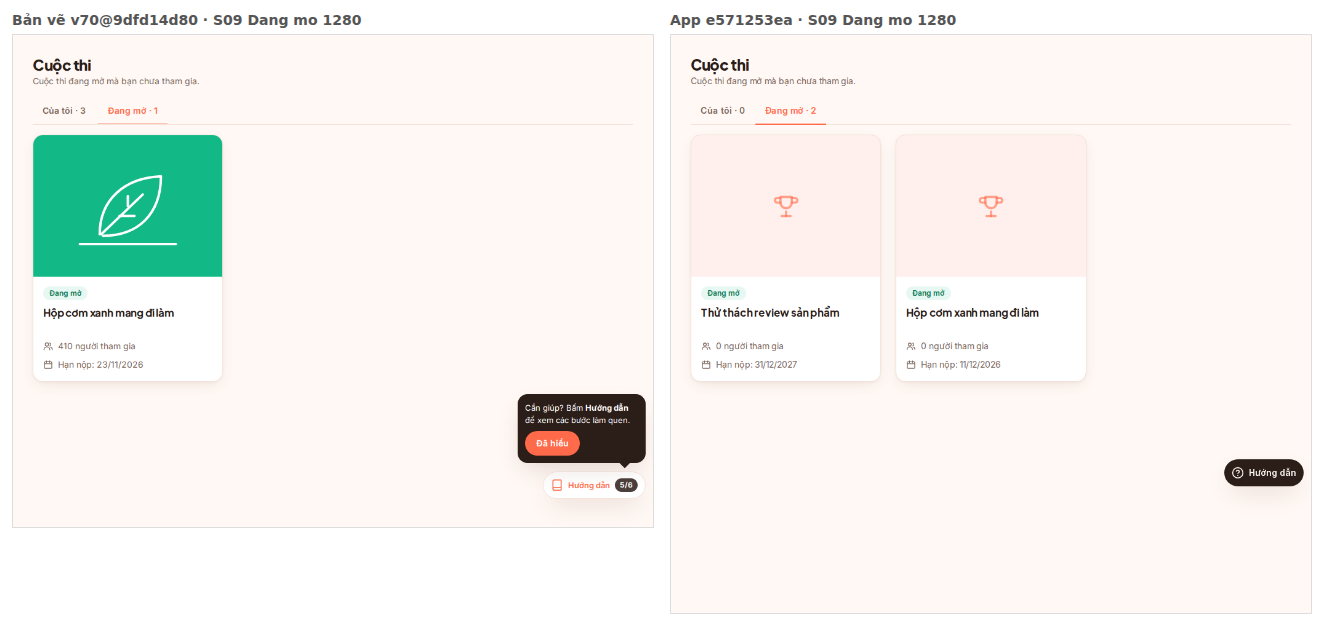 Bản vẽ v70@9dfd14d80 · S09 Dang mo 1280
Cuộc thi
Cuộc thi đang mở mà bạn chưa tham gia.
Của tôi · 3
Đang mở · 1
Đang mở
Hộp cơm xanh mang đi làm
410 người tham gia
Hạn nộp: 23/11/2026
Cần giúp? Bấm Hướng dẫn
để xem các bước làm quen.
Đã hiểu
Hướng dẫn 5/6
App e571253ea · S09 Dang mo 1280
Cuộc thi
Cuộc thi đang mở mà bạn chưa tham gia.
Của tôi · 0
Đang mở · 2
Đang mở
Thử thách review sản phẩm
0 người tham gia
Hạn nộp: 31/12/2027
Đang mở
Hộp cơm xanh mang đi làm
0 người tham gia
Hạn nộp: 11/12/2026
Hướng dẫn